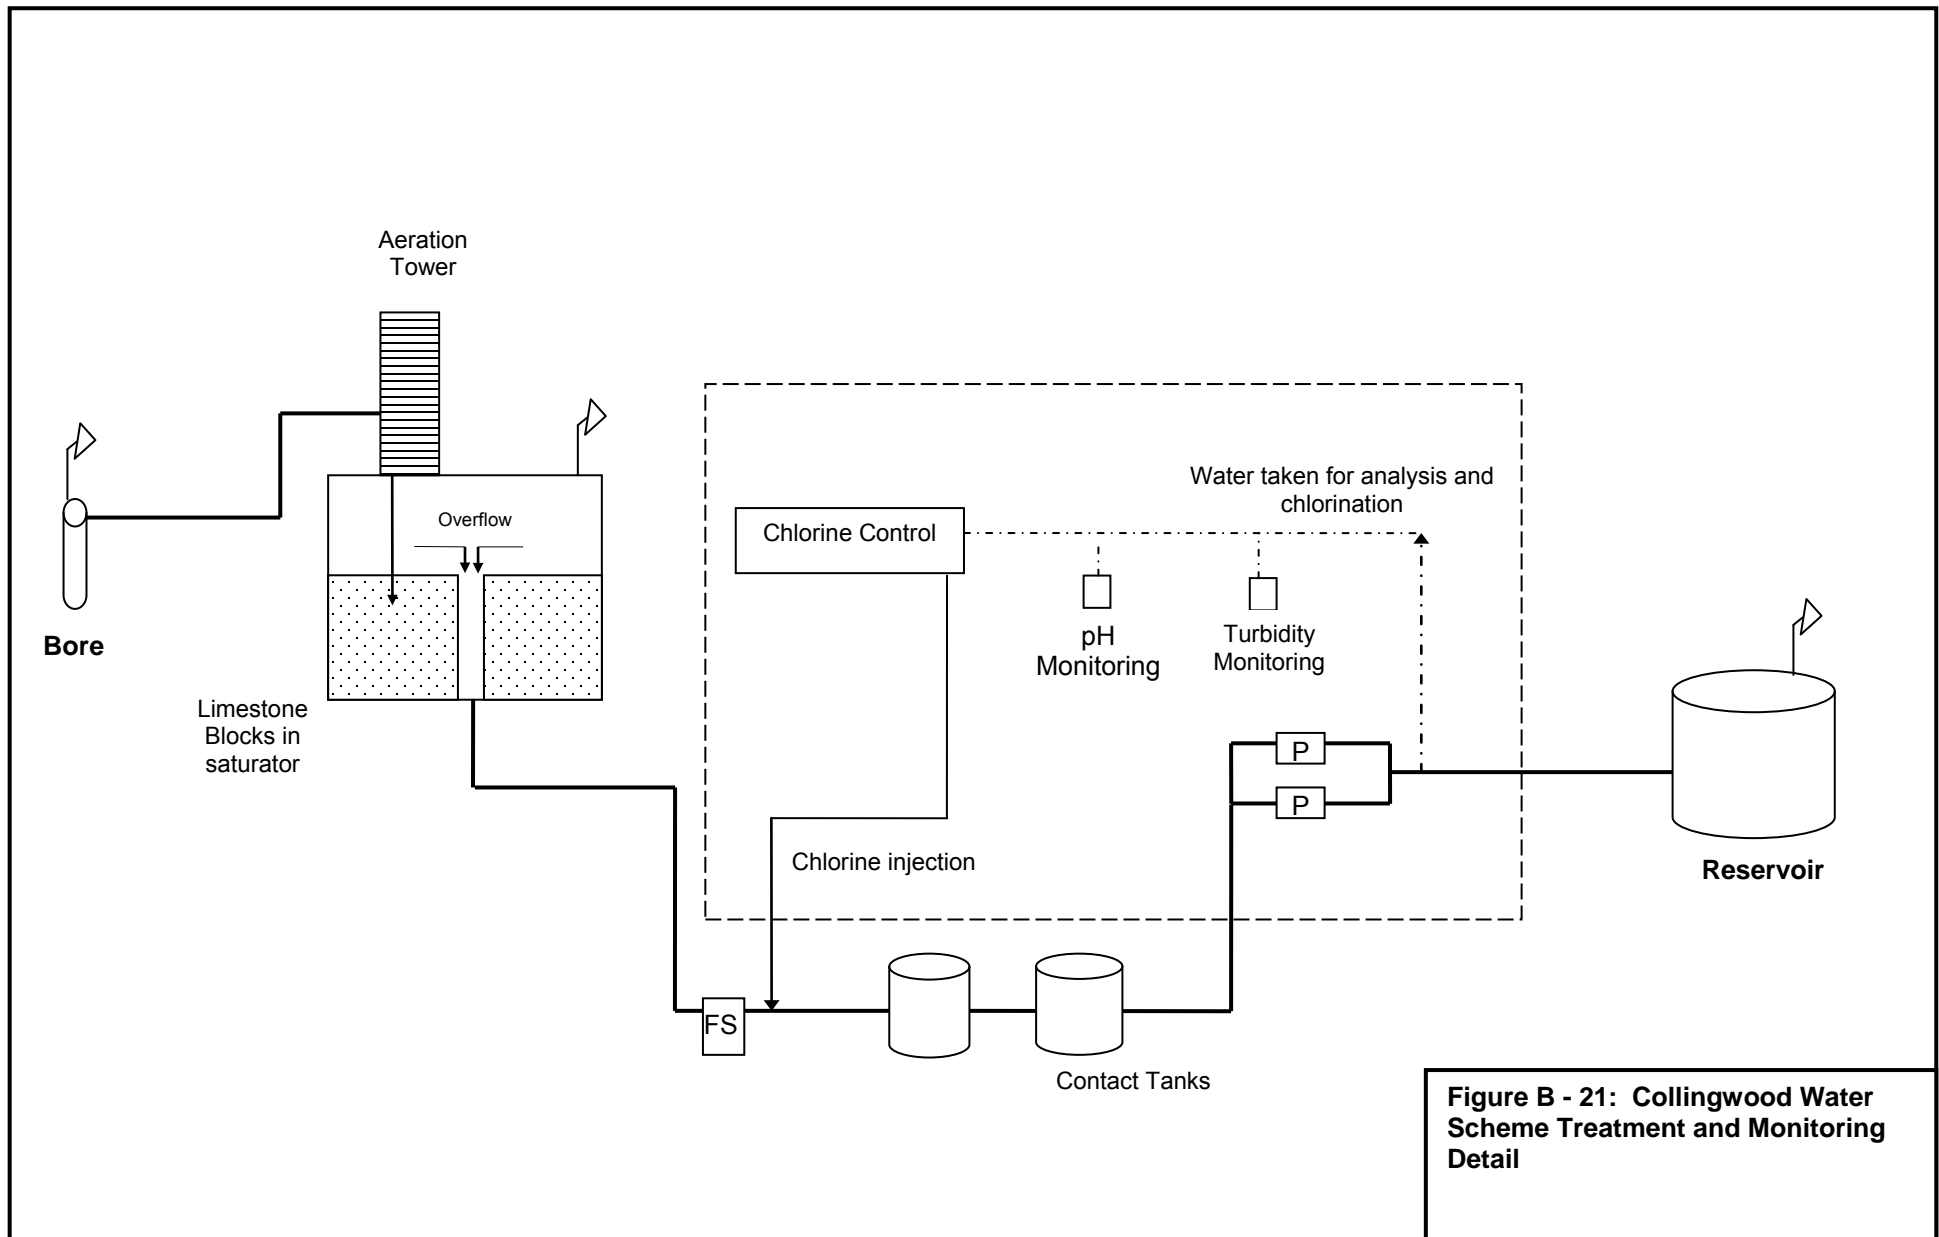 Aeration
Tower
Overflow
Bore
Limestone
Blocks in
saturator
Water taken for analysis and
chlorination
Chlorine Control
pH
Monitoring
Turbidity
Monitoring
P
P
Chlorine injection
Reservoir
FS
Contact Tanks
Figure B - 21: Collingwood Water
Scheme Treatment and Monitoring
Detail